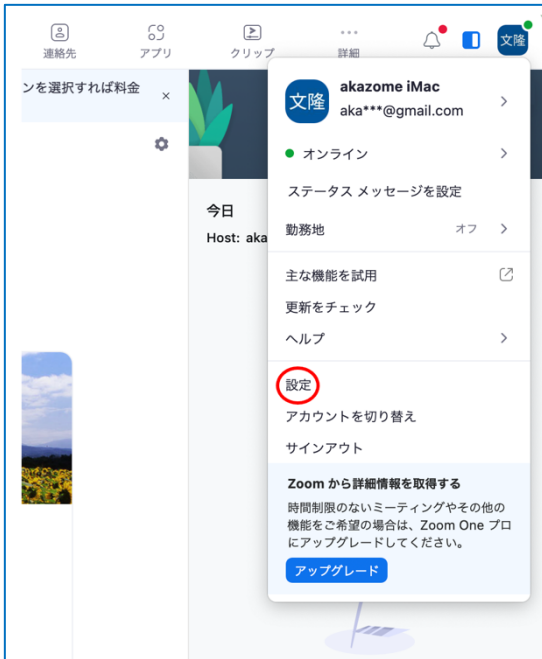 連絡先
アプリ
クリップ
詳細
文隆
ンを選択すれば料金
×
今日
Host: aka
文隆
akazome iMac
aka***@gmail.com
オンライン
ステータス メッセージを設定
勤務地
オフ
主な機能を試用
更新をチェック
ヘルプ
設定
アカウントを切り替え
サインアウト
Zoom から詳細情報を取得する
時間制限のないミーティングやその他の
機能をご希望の場合は、Zoom One プロ
にアップグレードしてください。
アップグレード